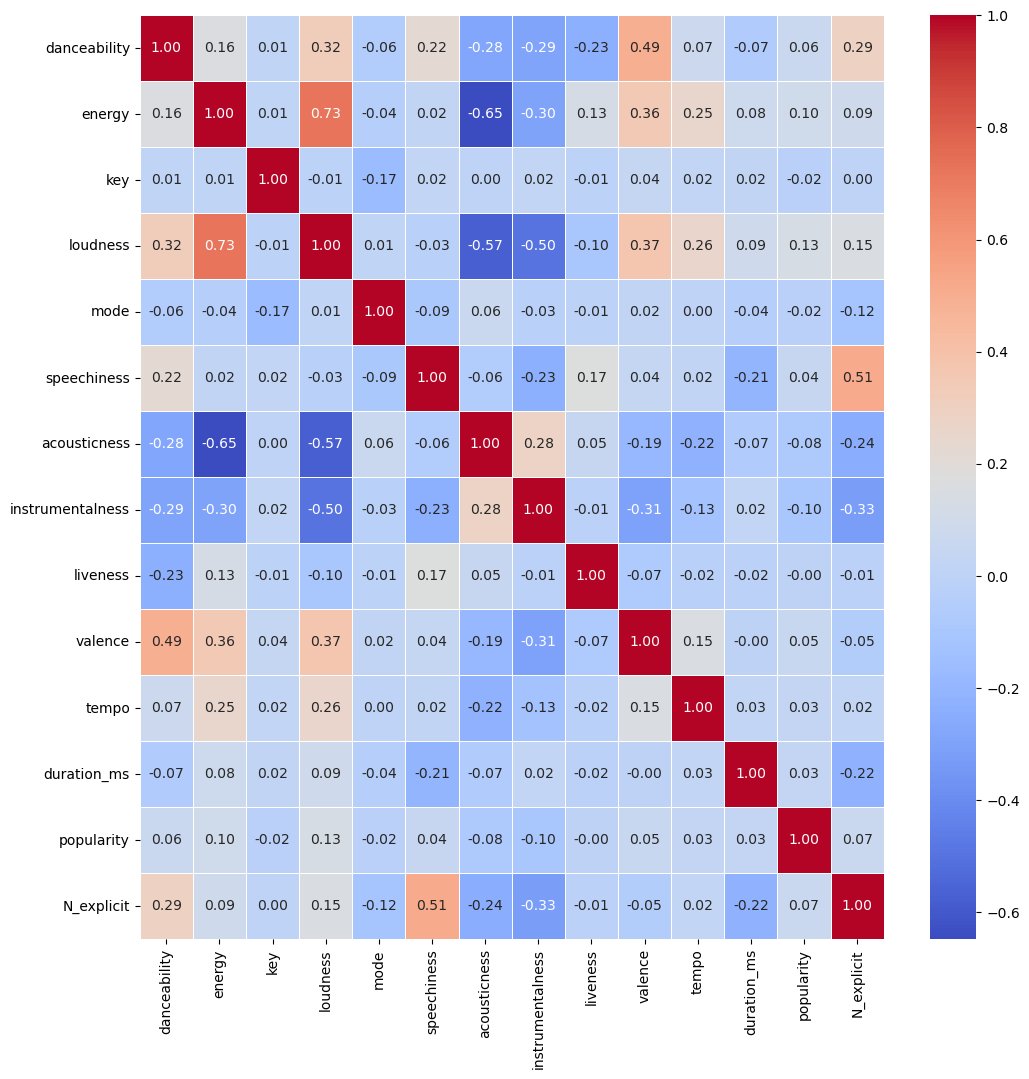 danceability 1.00 0.16 0.01 0.32 -0.06 0.22 -0.28 -0.29 -0.23 0.49 0.07 -0.07 0.06 0.29
energy 0.16 1.00 0.01 0.73 -0.04 0.02 -0.65 -0.30 0.13 0.36 0.25 0.08 0.10 0.09
key 0.01 0.01 1.00 -0.01 -0.17 0.02 0.00 0.02 -0.01 0.04 0.02 0.02 -0.02 0.00
loudness 0.32 0.73 -0.01 1.00 0.01 -0.03 -0.57 -0.50 -0.10 0.37 0.26 0.09 0.13 0.15
mode -0.06 -0.04 -0.17 0.01 1.00 -0.09 0.06 -0.03 -0.01 0.02 0.00 -0.04 -0.02 -0.12
speechiness 0.22 0.02 0.02 -0.03 -0.09 1.00 -0.06 -0.23 0.17 0.04 0.02 -0.21 0.04 0.51
acousticness -0.28 -0.65 0.00 -0.57 0.06 -0.06 1.00 0.28 0.05 -0.19 -0.22 -0.07 -0.08 -0.24
instrumentalness -0.29 -0.30 0.02 -0.50 -0.03 -0.23 0.28 1.00 -0.01 -0.31 -0.13 0.02 -0.10 -0.33
liveness -0.23 0.13 -0.01 -0.10 -0.01 0.17 0.05 -0.01 1.00 -0.07 -0.02 -0.02 -0.00 -0.01
valence 0.49 0.36 0.04 0.37 0.02 0.04 -0.19 -0.31 -0.07 1.00 0.15 -0.00 0.05 -0.05
tempo 0.07 0.25 0.02 0.26 0.00 0.02 -0.22 -0.13 -0.02 0.15 1.00 0.03 0.03 0.02
duration_ms -0.07 0.08 0.02 0.09 -0.04 -0.21 -0.07 0.02 -0.02 -0.00 0.03 1.00 0.03 -0.22
popularity 0.06 0.10 -0.02 0.13 -0.02 0.04 -0.08 -0.10 -0.00 0.05 0.03 0.03 1.00 0.07
N_explicit 0.29 0.09 0.00 0.15 -0.12 0.51 -0.24 -0.33 -0.01 -0.05 0.02 -0.22 0.07 1.00
danceability
energy
key
loudness
mode
speechiness
acousticness
instrumentalness
liveness
valence
tempo
duration_ms
popularity
N_explicit
1.0
0.8
0.6
0.4
0.2
0.0
−0.2
−0.4
−0.6